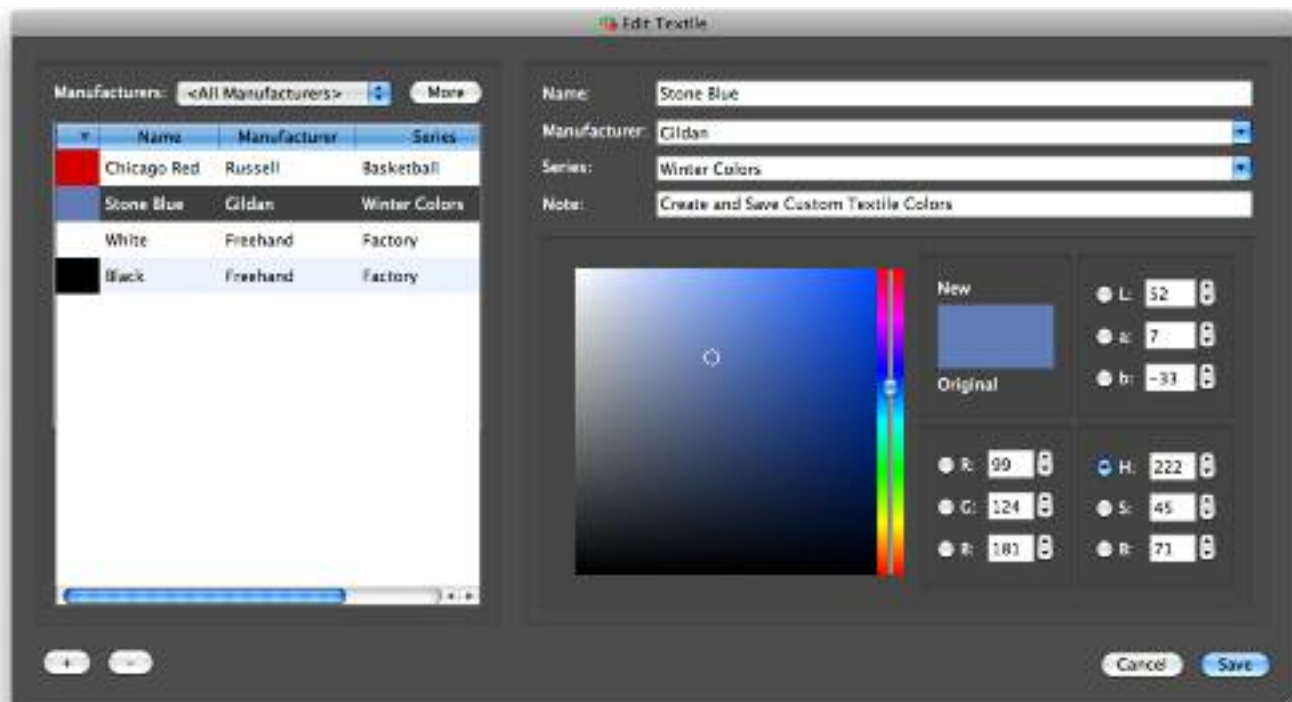 Edit Textile
Manufacturers: <All Manufacturers> More
Name Manufacturer Series
Chicago Red Russell Basketball
Stone Blue Gildan Winter Colors
White Freehand Factory
Black Freehand Factory
+ -
Name: Stone Blue
Manufacturer: Gildan
Series: Winter Colors
Note: Create and Save Custom Textile Colors
New
Original
L: 52
a: 7
b: -33
R: 99
G: 124
B: 181
H: 222
S: 45
B: 71
Cancel Save